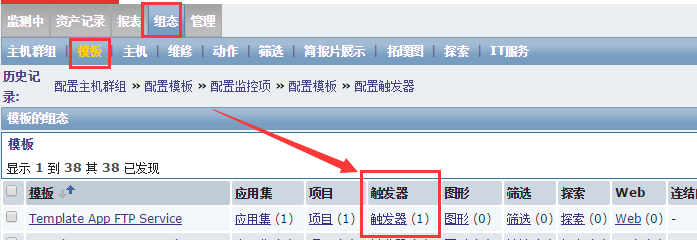 监测中 资产记录 报表 组态 管理
主机群组 | 模板 | 主机 | 维修 | 动作 | 筛选 | 简报片展示 | 拓理图 | 探索 | IT服务
历史记录: 配置主机群组 » 配置模板 » 配置监控项 » 配置模板 » 配置触发器
模板的组态
模板
显示 1 到 38 其 38 已发现
模板 应用集 项目 触发器 图形 筛选 探索 Web
Template App FTP Service 应用集 (1) 项目 (1) 触发器 (1) 图形 (0) 筛选 (0) 探索 (0) Web (0) -